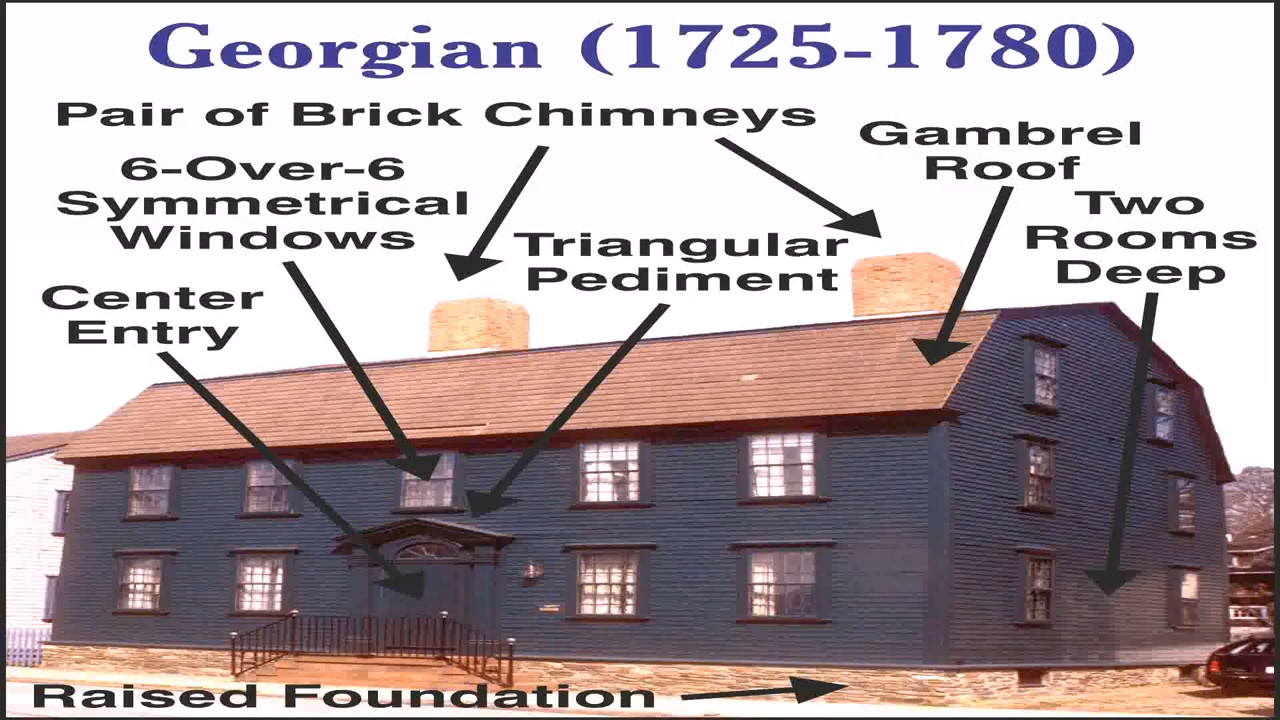 Georgian (1725-1780)
Pair of Brick Chimneys
Gambrel
Roof
6-Over-6
Symmetrical
Windows
Two
Rooms
Deep
Triangular
Pediment
Center
Entry
Raised Foundation